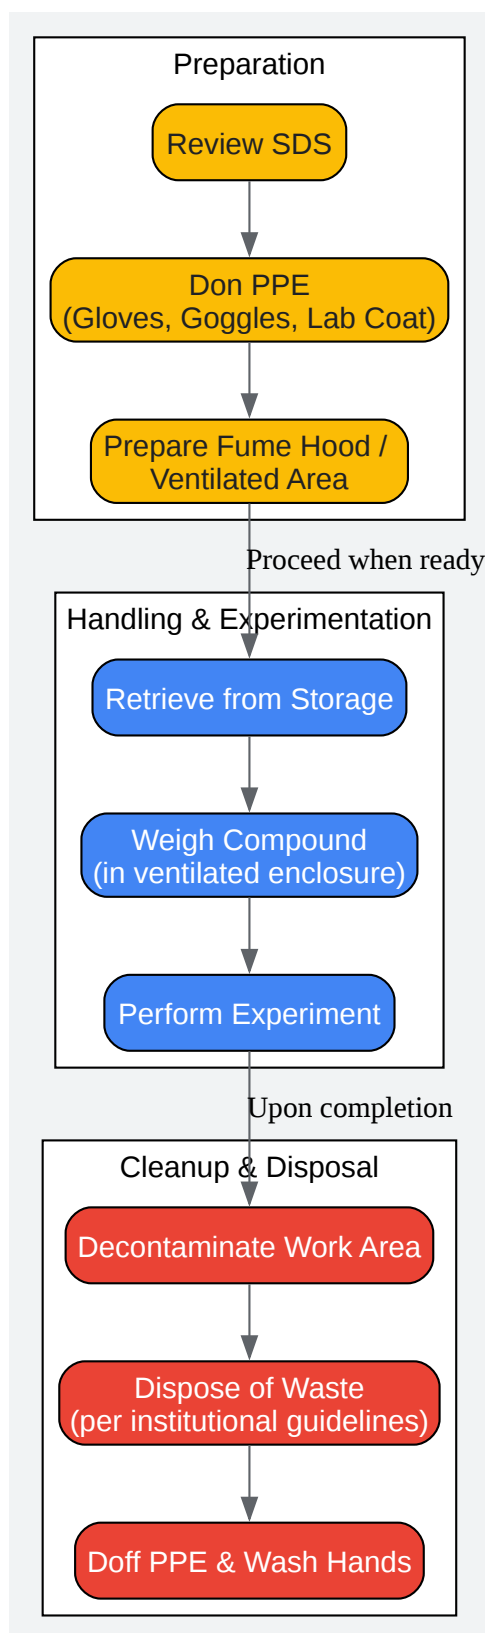 Preparation
Review SDS
Don PPE
(Gloves, Goggles, Lab Coat)
Prepare Fume Hood /
Ventilated Area
Proceed when ready
Handling & Experimentation
Retrieve from Storage
Weigh Compound
(in ventilated enclosure)
Perform Experiment
Upon completion
Cleanup & Disposal
Decontaminate Work Area
Dispose of Waste
(per institutional guidelines)
Doff PPE & Wash Hands